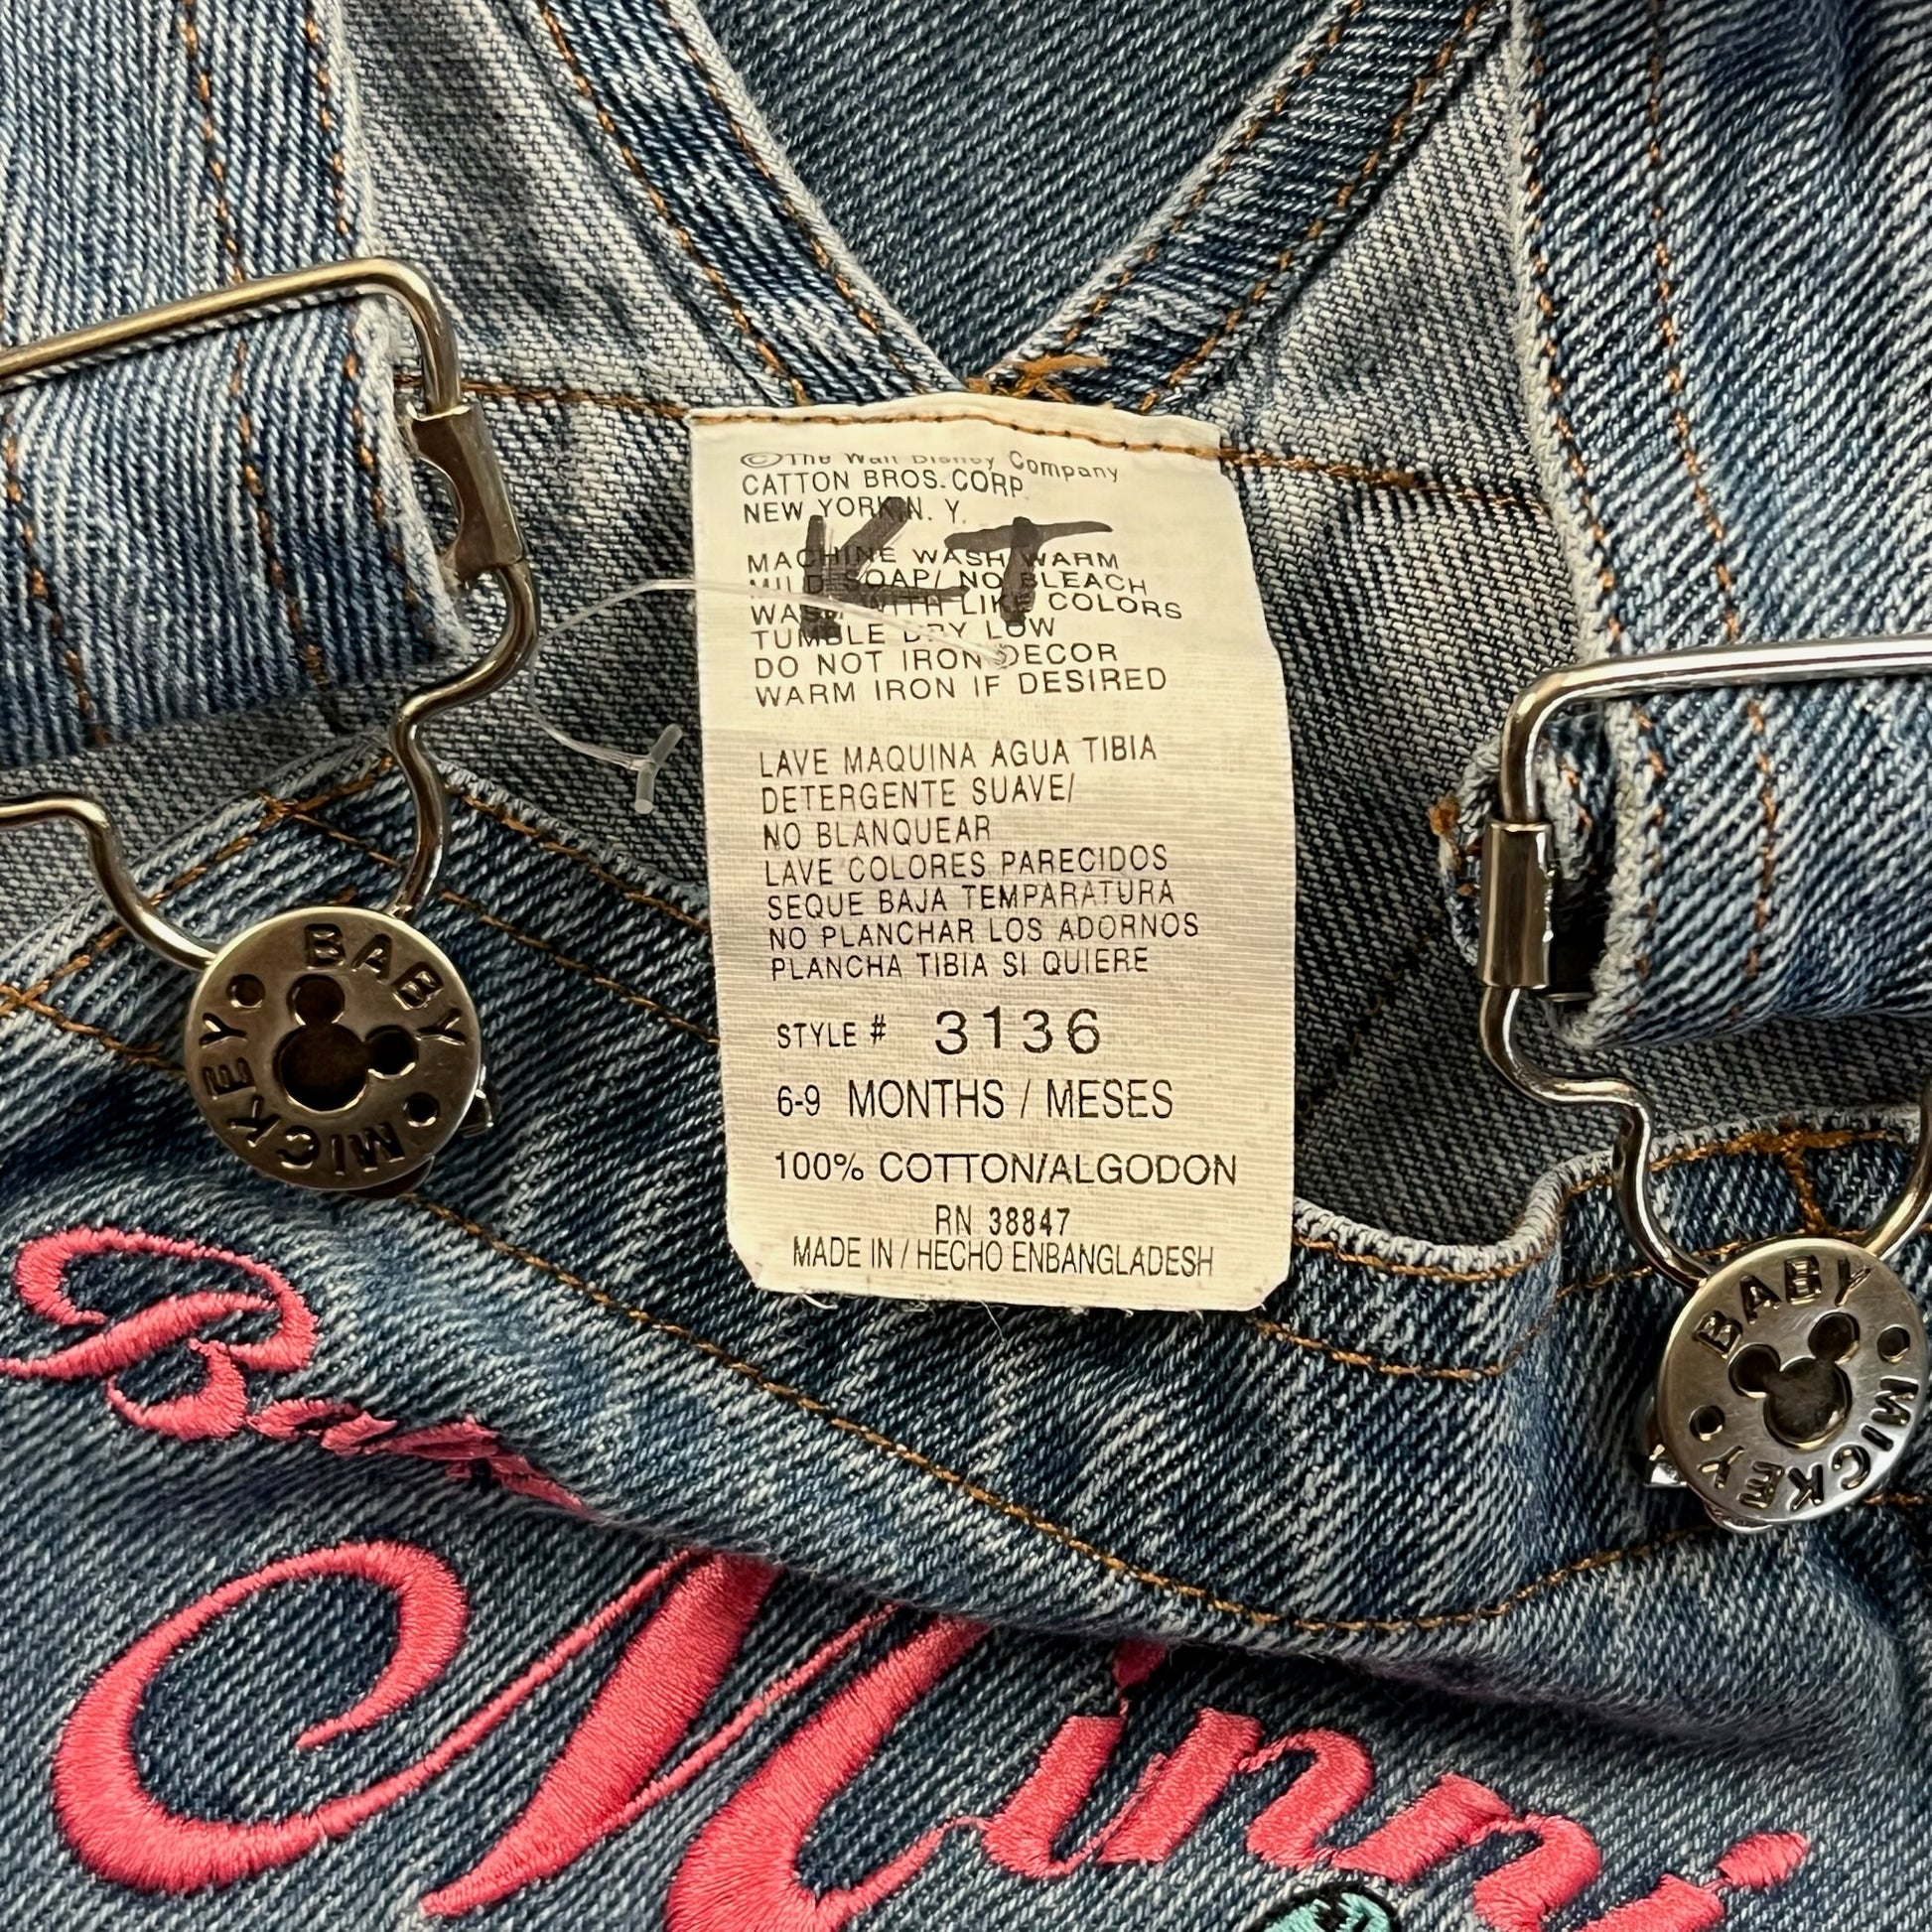 ©The Walt Disney Company
CATTON BROS. CORP.
NEW YORK N. Y.
KT
MACHINE WASH WARM
MILD SOAP/ NO BLEACH
WASH WITH LIKE COLORS
TUMBLE DRY LOW
DO NOT IRON DECOR
WARM IRON IF DESIRED
LAVE MAQUINA AGUA TIBIA
DETERGENTE SUAVE/
NO BLANQUEAR
LAVE COLORES PARECIDOS
SEQUE BAJA TEMPARATURA
NO PLANCHAR LOS ADORNOS
PLANCHA TIBIA SI QUIERE
STYLE # 3136
6-9 MONTHS / MESES
100% COTTON/ALGODON
RN 38847
MADE IN / HECHO ENBANGLADESH
BABY MICKEY
BABY MICKEY
Baby
Minni